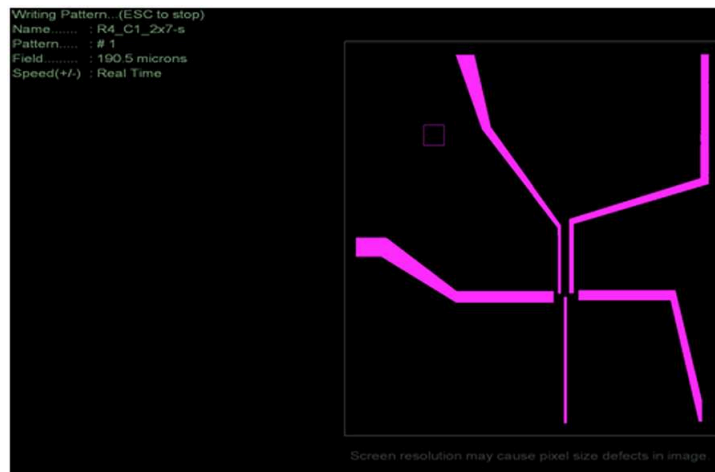 Writing Pattern...(ESC to stop)
Name....... : R4_C1_2x7-s
Pattern..... : # 1
Field......... : 190.5 microns
Speed(+/-) : Real Time
Screen resolution may cause pixel size defects in image.